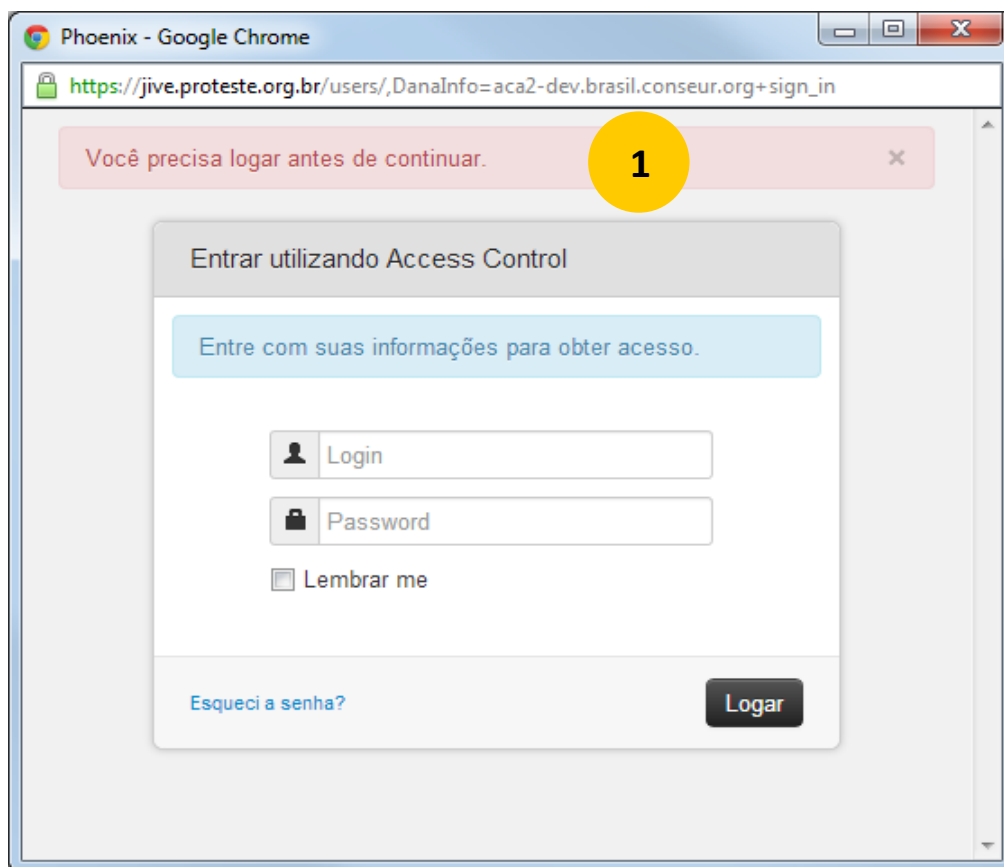 Phoenix - Google Chrome
https://jive.proteste.org.br/users/,DanaInfo=aca2-dev.brasil.conseur.org+sign_in
Você precisa logar antes de continuar. 1 ×
Entrar utilizando Access Control
Entre com suas informações para obter acesso.
Login
Password
Lembrar me
Esqueci a senha? Logar